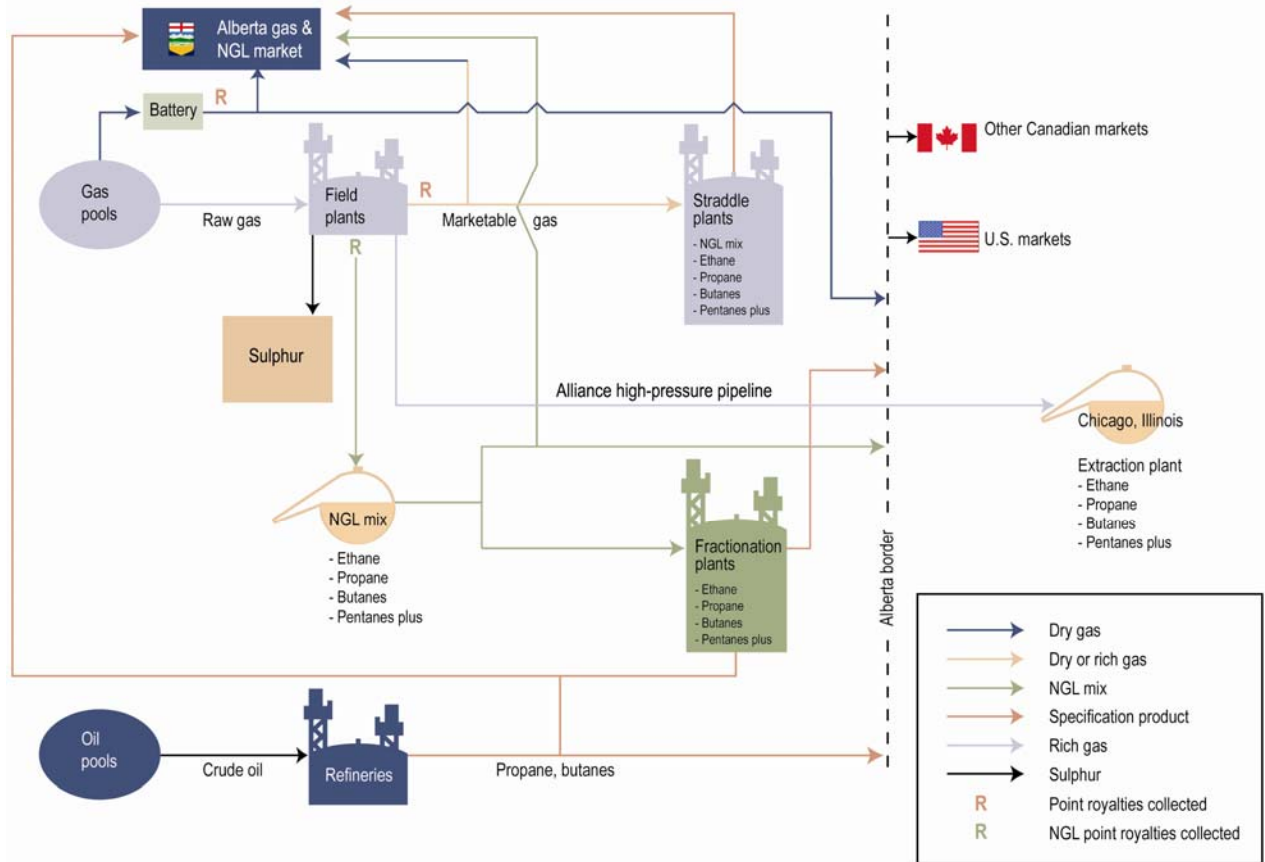 Alberta gas &
NGL market
Battery
R
Other Canadian markets
Gas
pools
Raw gas
Field
plants
R
Marketable gas
Straddle
plants
- NGL mix
- Ethane
- Propane
- Butanes
- Pentanes plus
U.S. markets
R
Sulphur
Alliance high-pressure pipeline
Chicago, Illinois
Extraction plant
- Ethane
- Propane
- Butanes
- Pentanes plus
NGL mix
- Ethane
- Propane
- Butanes
- Pentanes plus
Fractionation
plants
- Ethane
- Propane
- Butanes
- Pentanes plus
Alberta border
Oil
pools
Crude oil
Refineries
Propane, butanes
Dry gas
Dry or rich gas
NGL mix
Specification product
Rich gas
Sulphur
R Point royalties collected
R NGL point royalties collected